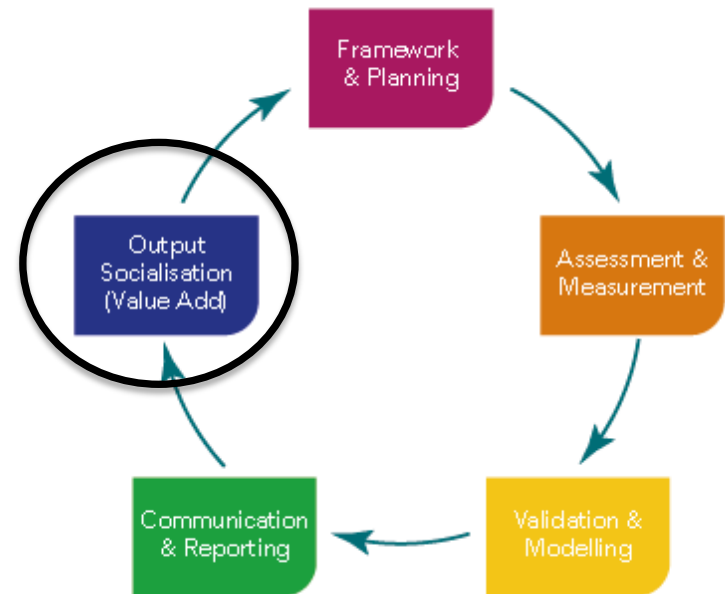 Framework
& Planning
Assessment &
Measurement
Validation &
Modelling
Communication
& Reporting
Output
Socialisation
(Value Add)